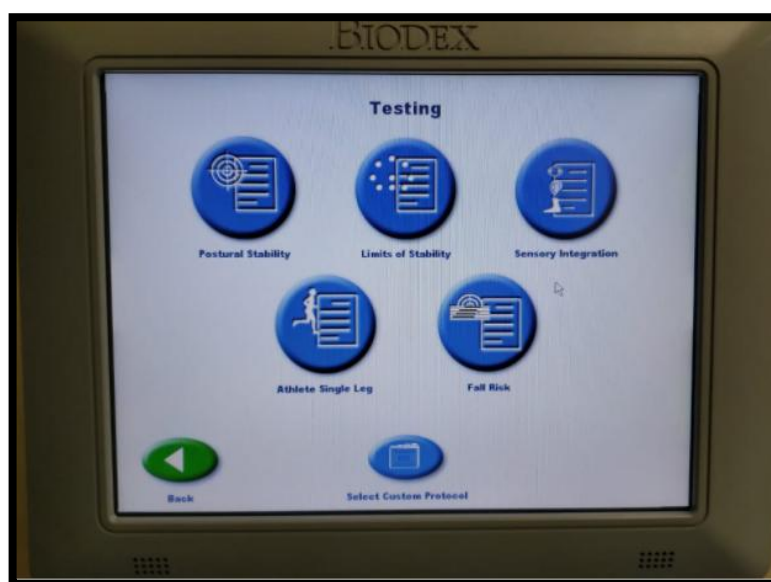 BIODEX
Testing
Postural Stability
Limits of Stability
Sensory Integration
Athlete Single Leg
Fall Risk
Back
Select Custom Protocol